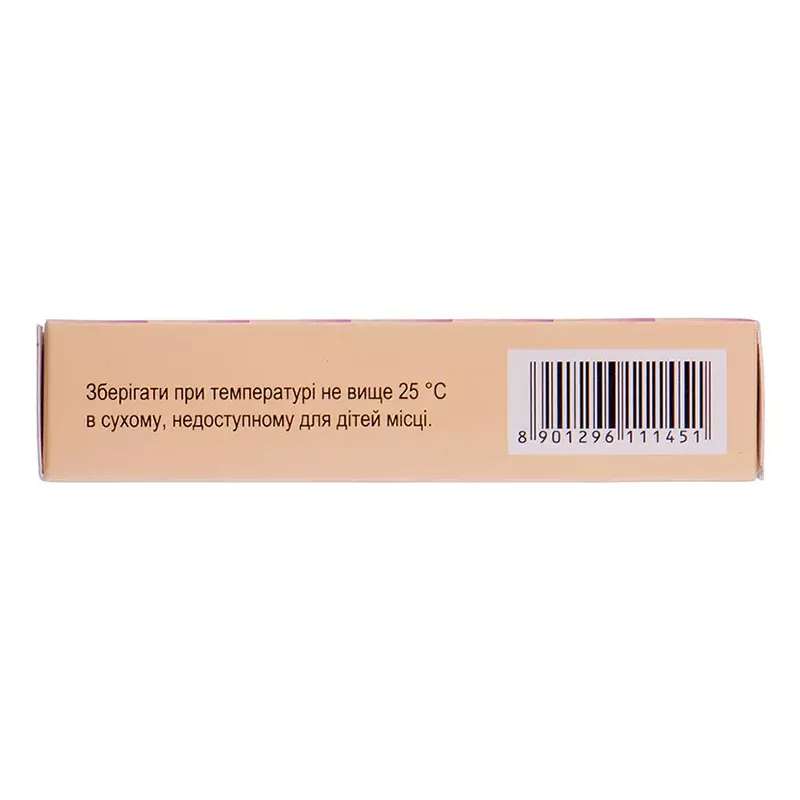 Зберігати при температурі не вище 25 °C
в сухому, недоступному для дітей місці.
8 901296 111451